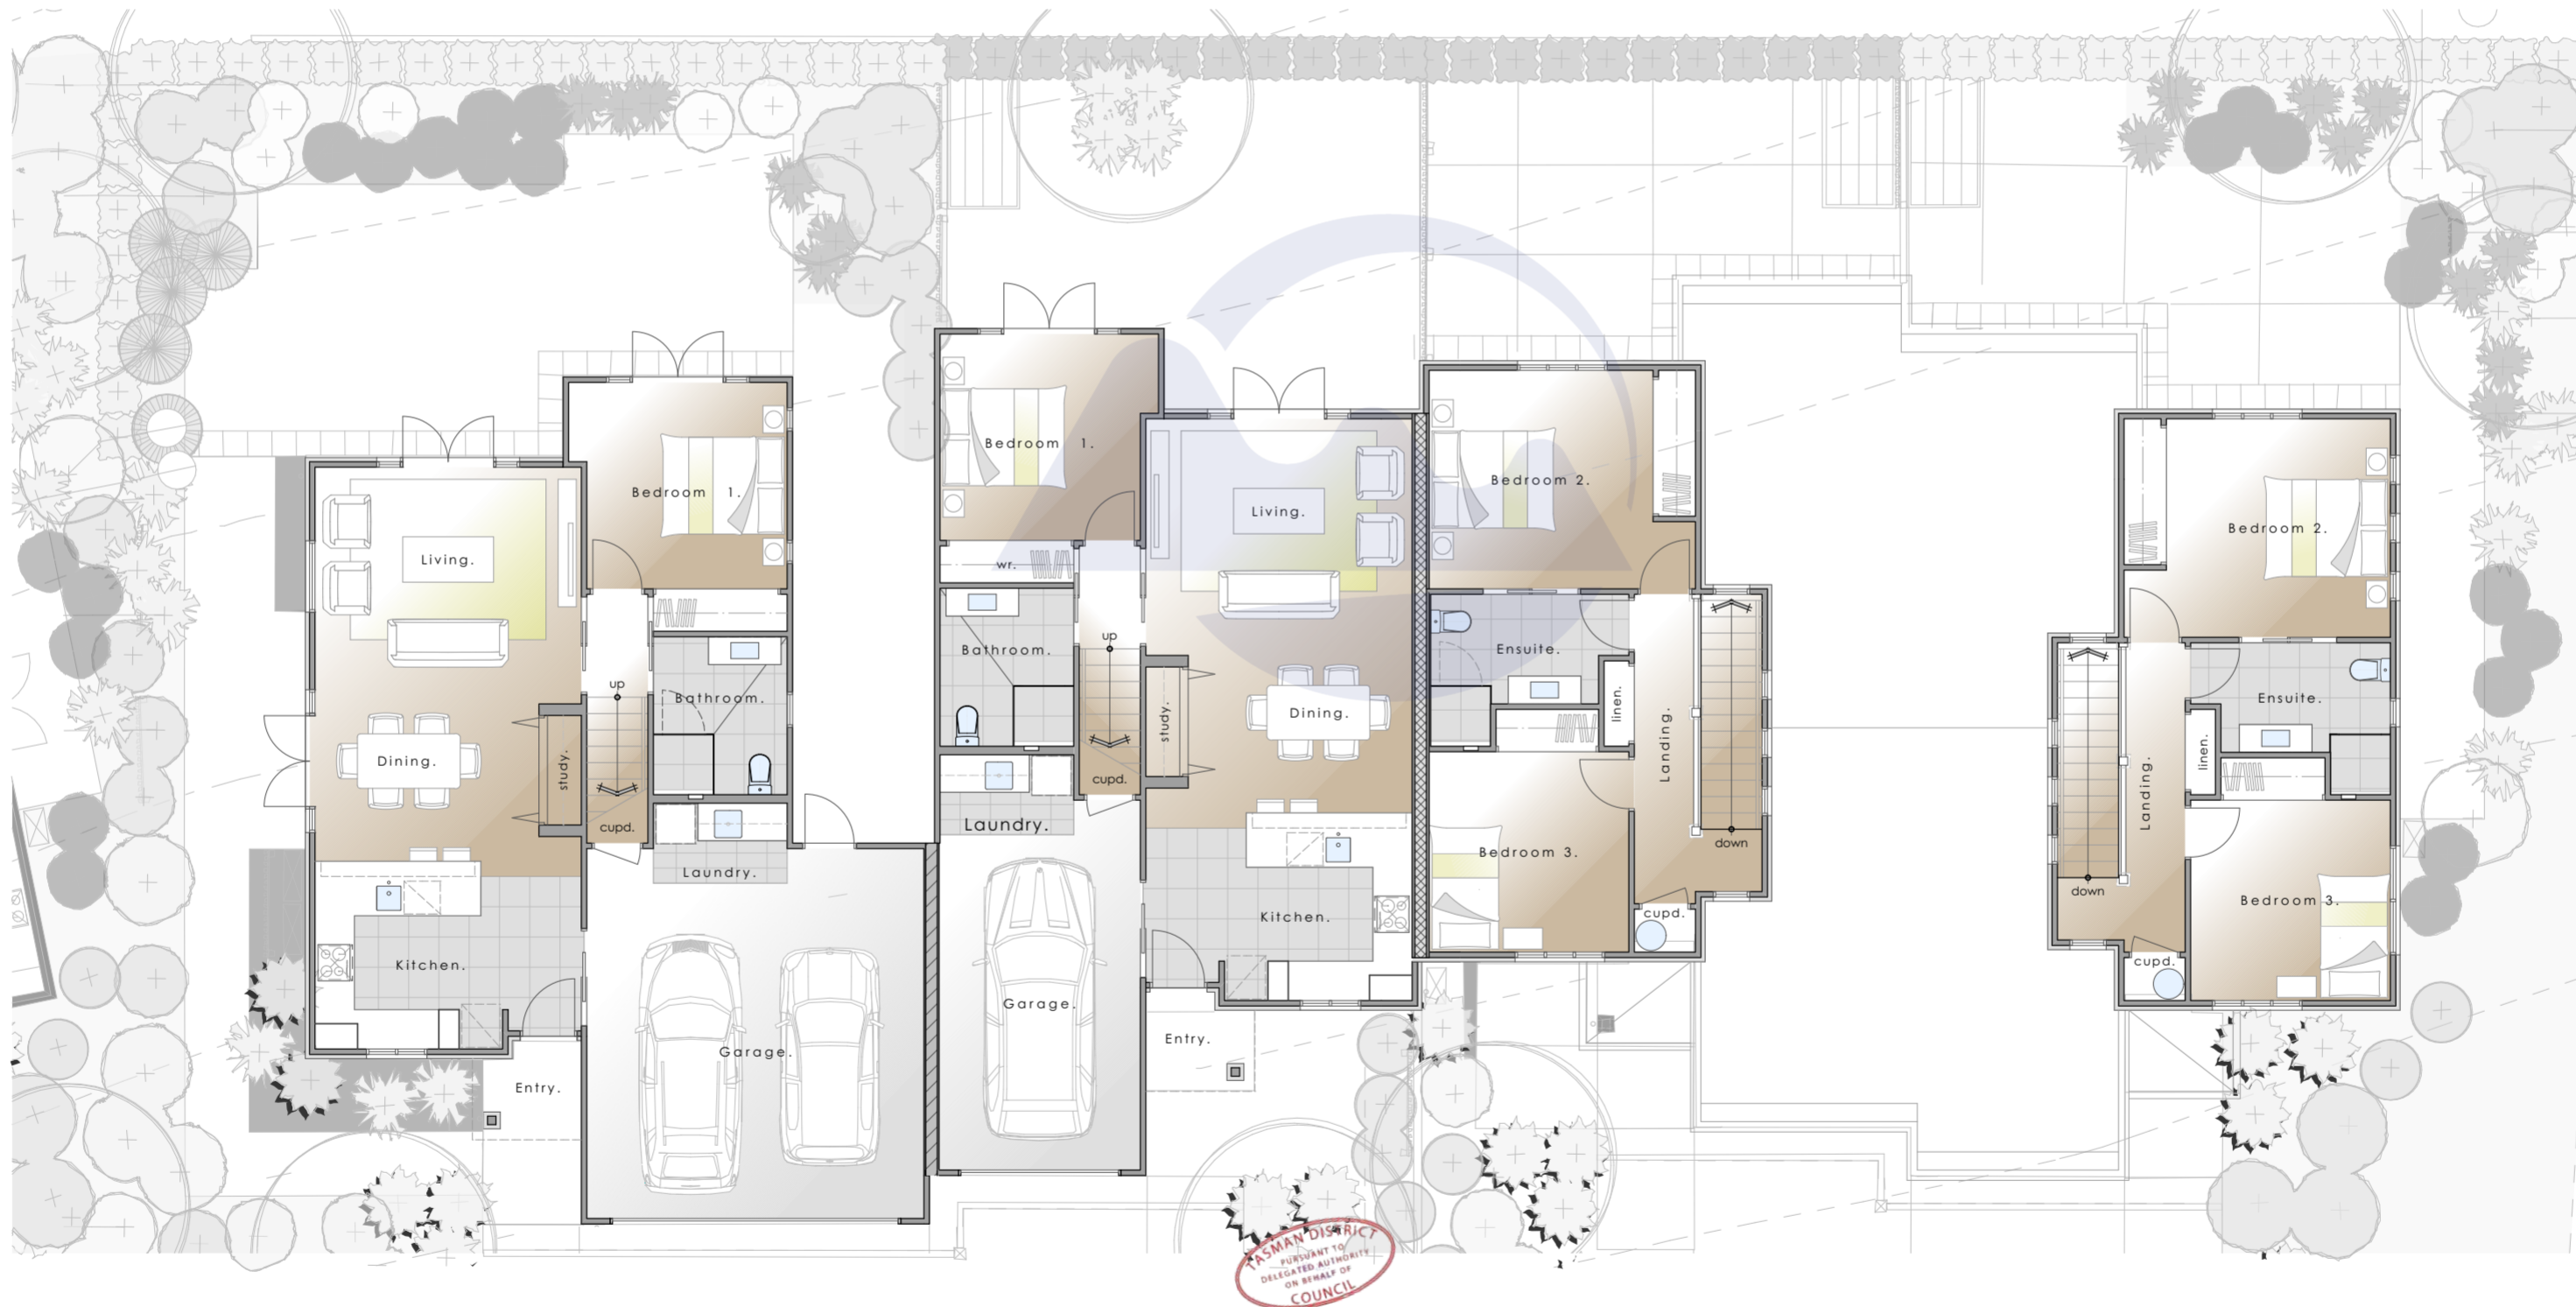 Living.
Bedroom 1.
Dining.
study.
up
cupd.
Bathroom.
Laundry.
Kitchen.
Garage.
Entry.
Bedroom 1.
wr.
Living.
Bathroom.
up
study.
cupd.
Dining.
Laundry.
Kitchen.
Garage.
Entry.
Bedroom 2.
Ensuite.
linen.
Landing.
Bedroom 3.
down
cupd.
Bedroom 2.
Ensuite.
linen.
Landing.
down
Bedroom 3.
cupd.
TASMAN DISTRICT
PURSUANT TO
DELEGATED AUTHORITY
ON BEHALF OF
COUNCIL